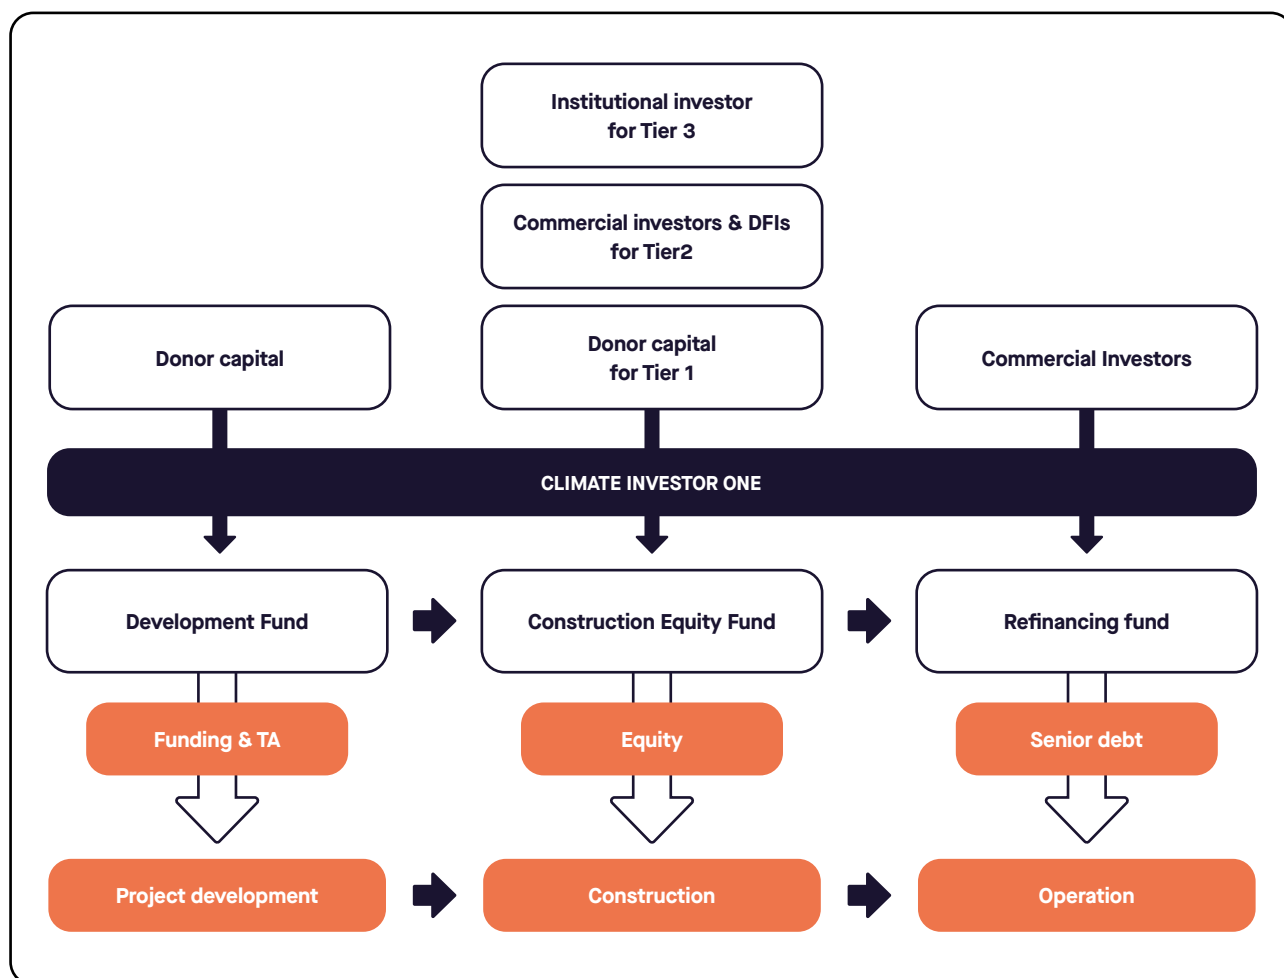 Institutional investor
for Tier 3
Commercial investors & DFIs
for Tier2
Donor capital
Donor capital
for Tier 1
Commercial Investors
CLIMATE INVESTOR ONE
Development Fund
Construction Equity Fund
Refinancing fund
Funding & TA
Equity
Senior debt
Project development
Construction
Operation